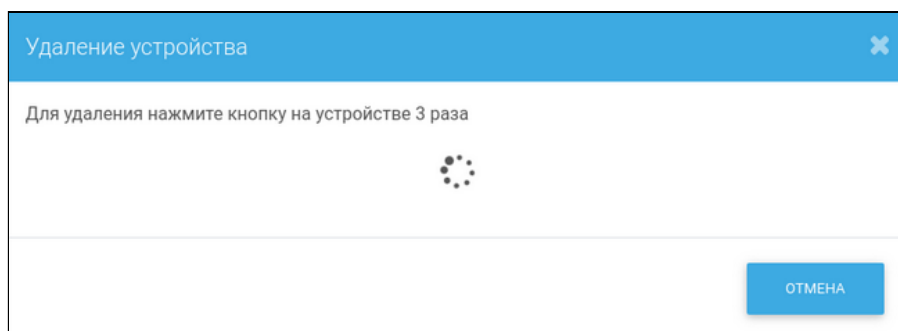 Удаление устройства
Для удаления нажмите кнопку на устройстве 3 раза
ОТМЕНА